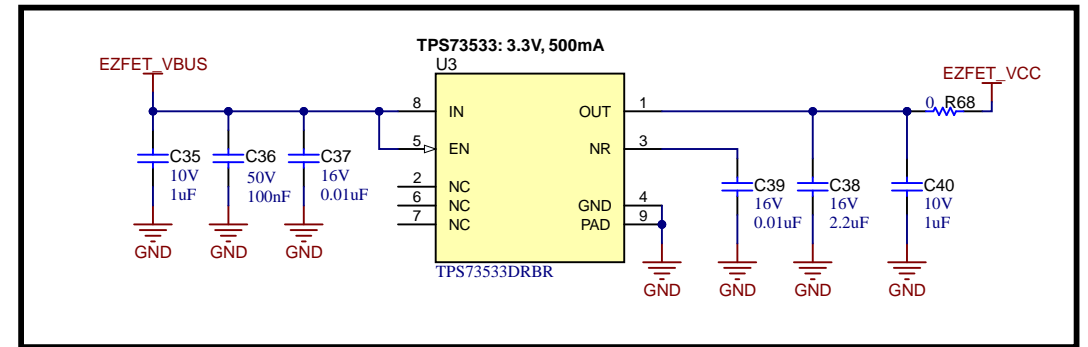 TPS73533: 3.3V, 500mA
U3
EZFET_VBUS
EZFET_VCC
8 IN
OUT 1
0 R68
5 EN
NR 3
C35
10V
1uF
C36
50V
100nF
C37
16V
0.01uF
2 NC
6 NC
7 NC
GND 4
PAD 9
C39
16V
0.01uF
C38
16V
2.2uF
C40
10V
1uF
GND
GND
GND
TPS73533DRBR
GND
GND
GND
GND